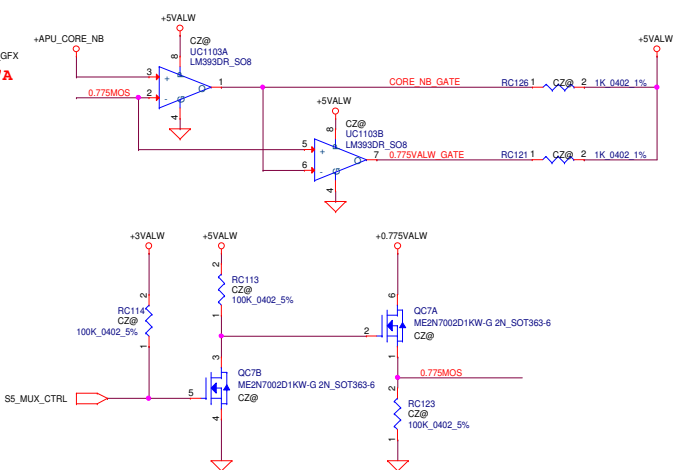 +5VALW
+APU_CORE_NB
+5VALW
GFX
CZ@
UC1103A
LM393DR_SO8
8
3
+
1
CORE_NB_GATE
RC126 1 CZ@ 2 1K_0402_1%
0.775MOS
2
-
4
+5VALW
CZ@
UC1103B
LM393DR_SO8
8
5
+
7
0.775VALW_GATE
RC121 1 CZ@ 2 1K_0402_1%
6
-
4
+3VALW
+5VALW
+0.775VALW
2
RC113
CZ@
100K_0402_5%
1
2
RC114
CZ@
100K_0402_5%
1
6
QC7A
ME2N7002D1KW-G 2N_SOT363-6
CZ@
2
1
0.775MOS
3
QC7B
ME2N7002D1KW-G 2N_SOT363-6
CZ@
S5_MUX_CTRL
5
4
2
RC123
CZ@
100K_0402_5%
1